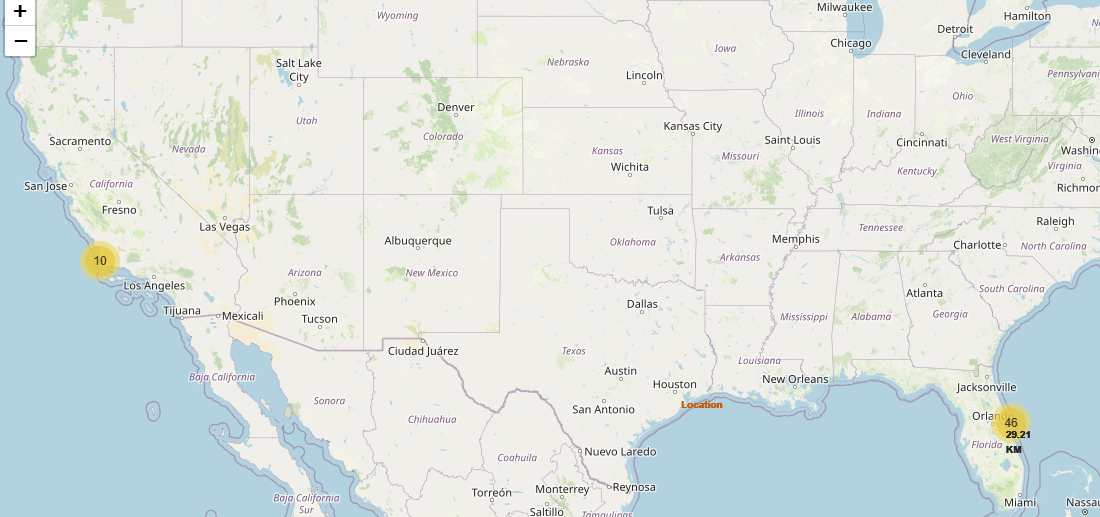 +
−
Wyoming
Milwaukee
Hamilton
Detroit
Chicago
Iowa
Cleveland
Salt Lake
City
Nebraska
Lincoln
Pennsylvani
Ohio
Denver
Illinois
Indiana
Utah
Kansas City
Colorado
Sacramento
Saint Louis
Cincinnati
West Virginia
Nevada
Kansas
Washin
Missouri
Wichita
Virginia
Kentucky
San Jose
California
Richmor
Fresno
Tulsa
Raleigh
Las Vegas
Tennessee
Albuquerque
Oklahoma
Memphis
Charlotte
North Carolina
Arkansas
10
Arizona
New Mexico
Los Angeles
South Carolina
Atlanta
Phoenix
Dallas
Tijuana
Mexicali
Tucson
Mississippi
Alabama
Georgia
Ciudad Juárez
Texas
Louisiana
Austin
Baja California
New Orleans
Houston
Jacksonville
Sonora
Location
San Antonio
Chihuahua
Orlan
46
29.21
KM
Florida
Nuevo Laredo
Coahuila
Reynosa
Monterrey
Torreón
Baja California
Sur
Miami
Nassau
Saltillo
Tamaulipas